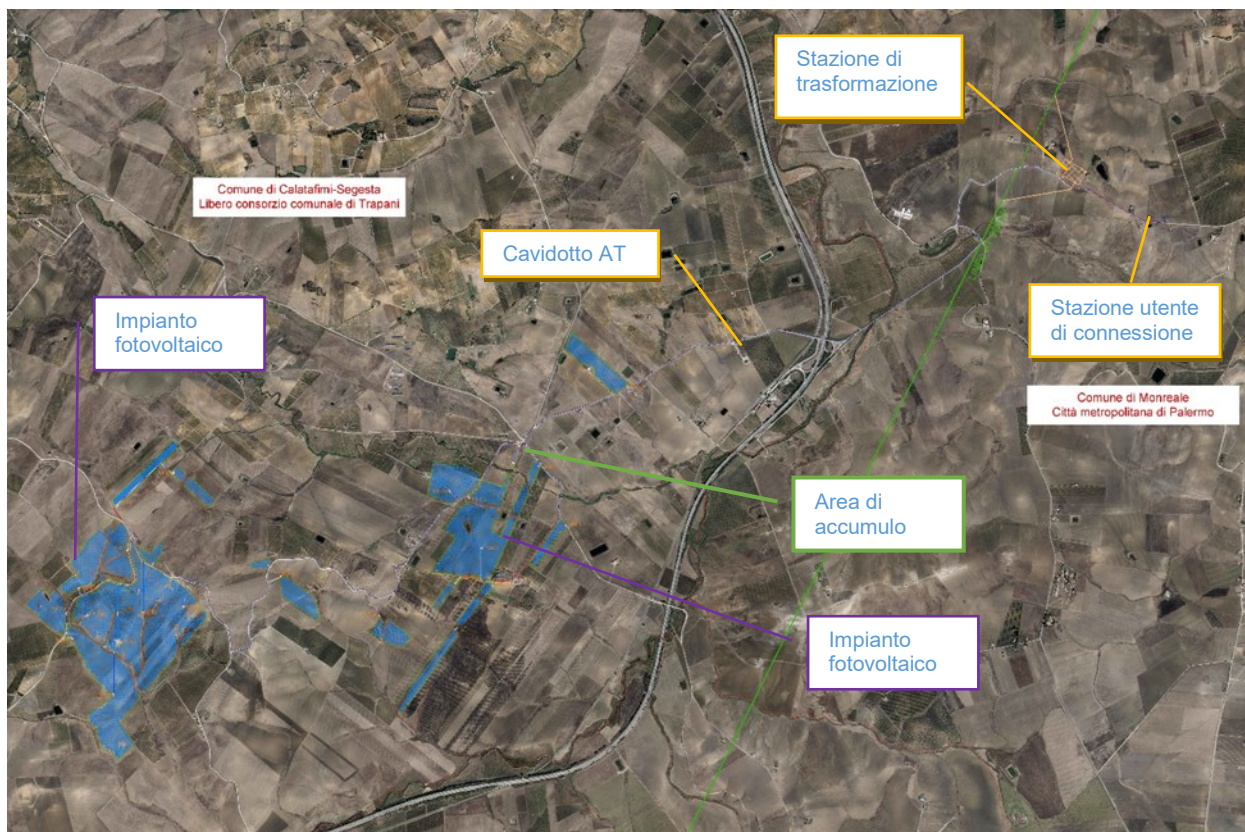 Stazione di
trasformazione
Comune di Calatafimi-Segesta
Libero consorzio comunale di Trapani
Cavidotto AT
Impianto
fotovoltaico
Stazione utente
di connessione
Comune di Monreale
Città metropolitana di Palermo
Area di
accumulo
Impianto
fotovoltaico